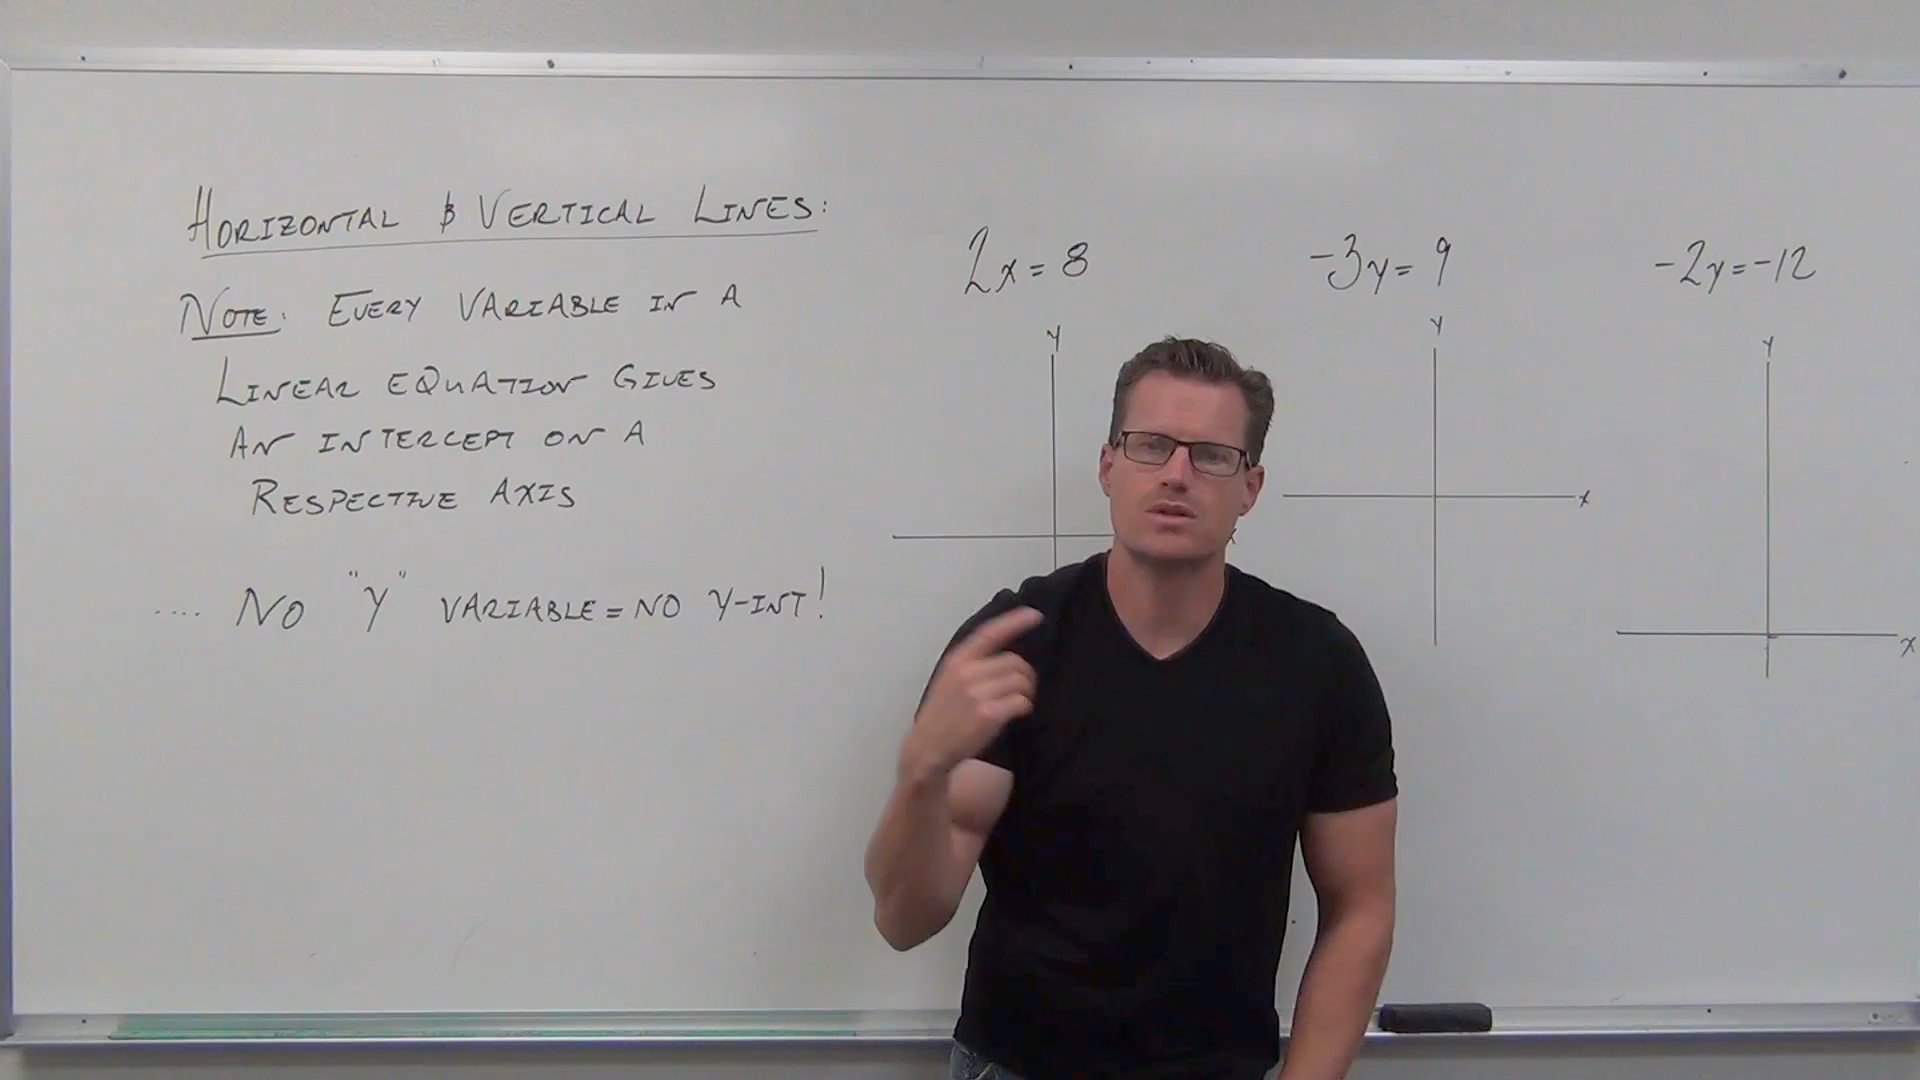 HORIZONTAL & VERTICAL LINES:
NOTE: EVERY VARIABLE IN A
LINEAR EQUATION GIVES
AN INTERCEPT ON A
RESPECTIVE AXIS
.... NO "Y" VARIABLE = NO Y-INT!
2x = 8
y
x
-3y = 9
y
x
-2y = -12
y
x